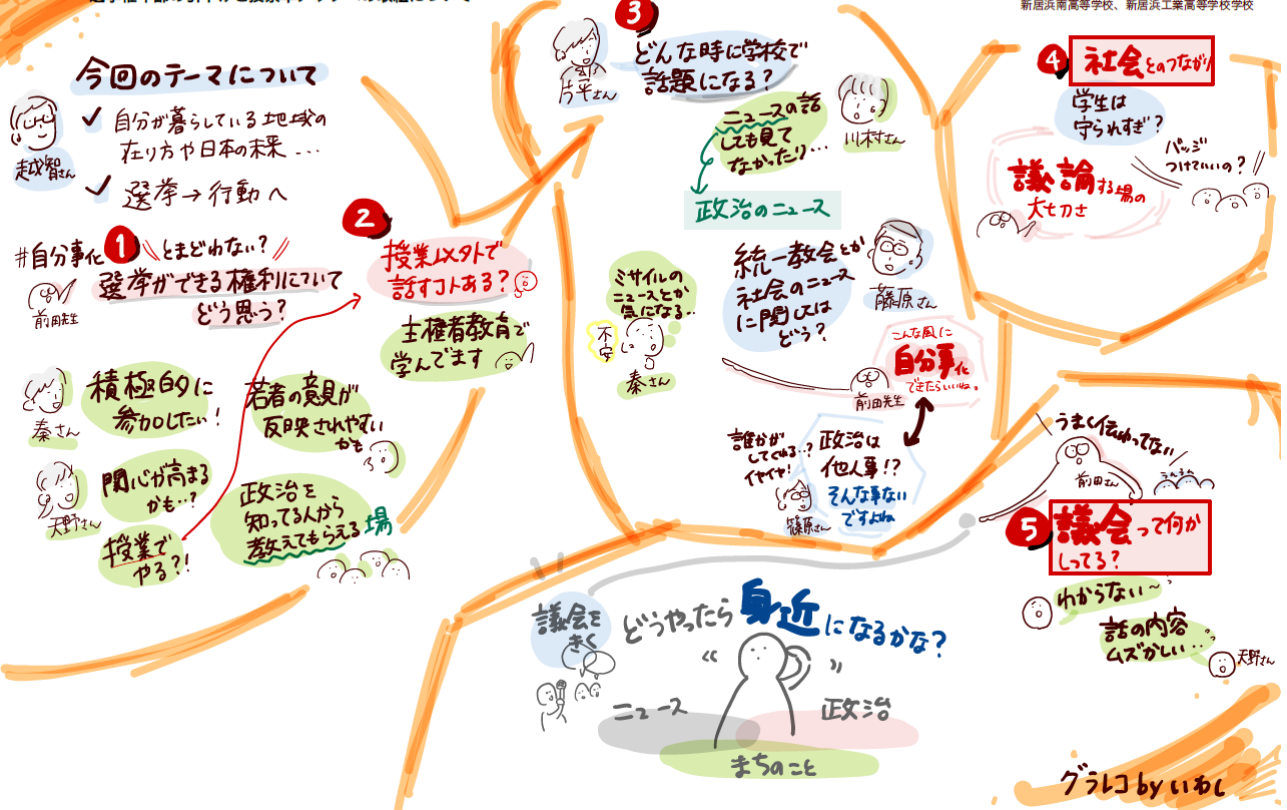 新居浜南高等学校、新居浜工業高等学校学校
今回のテーマについて
越智さん
✓ 自分が暮らしている地域の
在り方や日本の未来...
✓ 選挙→行動へ
#自分事化
1
とまどわない?
選挙ができる権利について
どう思う?
前田先生
積極的に
参加したい!
秦さん
若者の意見が
反映されやすい
かも
関心が高まる
かも..?
天野さん
授業で
やる?!
政治を
知ってる人から
教えてもらえる場
2
授業以外で
話すコトある?
主権者教育で
学んでます
3
どんな時に学校で
話題になる?
片平さん
ニュースの話
しても見て
なかったり...
川村さん
政治のニュース
統一教会とか
社会のニュース
に関しては
どう?
藤原さん
ミサイルの
ニュースとか
気になる..
不安
秦さん
こんな風に
自分事化
できたらいいね。
前田先生
誰かが
してくれる..?
イヤイヤ!
政治は
他人事!?
そんな事ない
ですよね
篠原さん
4
社会とのつながり
学生は
守られすぎ?
バッジ
つけていいの?
議論する場の
大切さ
うまく伝わってない
前田さん
うんうん
5
議会って何か
しってる?
わからない~
話の内容
ムズかしい..
天野さん
議会を
きく
どうやったら身近になるかな?
ニュース
政治
まちのこと
グラレコbyいわし